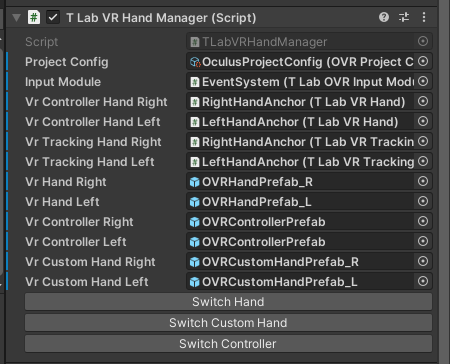 T Lab VR Hand Manager (Script)
Script TLabVRHandManager
Project Config OculusProjectConfig (OVR Project C
Input Module EventSystem (T Lab OVR Input Modu
Vr Controller Hand Right RightHandAnchor (T Lab VR Hand)
Vr Controller Hand Left LeftHandAnchor (T Lab VR Hand)
Vr Tracking Hand Right RightHandAnchor (T Lab VR Trackin
Vr Tracking Hand Left LeftHandAnchor (T Lab VR Tracking
Vr Hand Right OVRHandPrefab_R
Vr Hand Left OVRHandPrefab_L
Vr Controller Right OVRControllerPrefab
Vr Controller Left OVRControllerPrefab
Vr Custom Hand Right OVRCustomHandPrefab_R
Vr Custom Hand Left OVRCustomHandPrefab_L
Switch Hand
Switch Custom Hand
Switch Controller